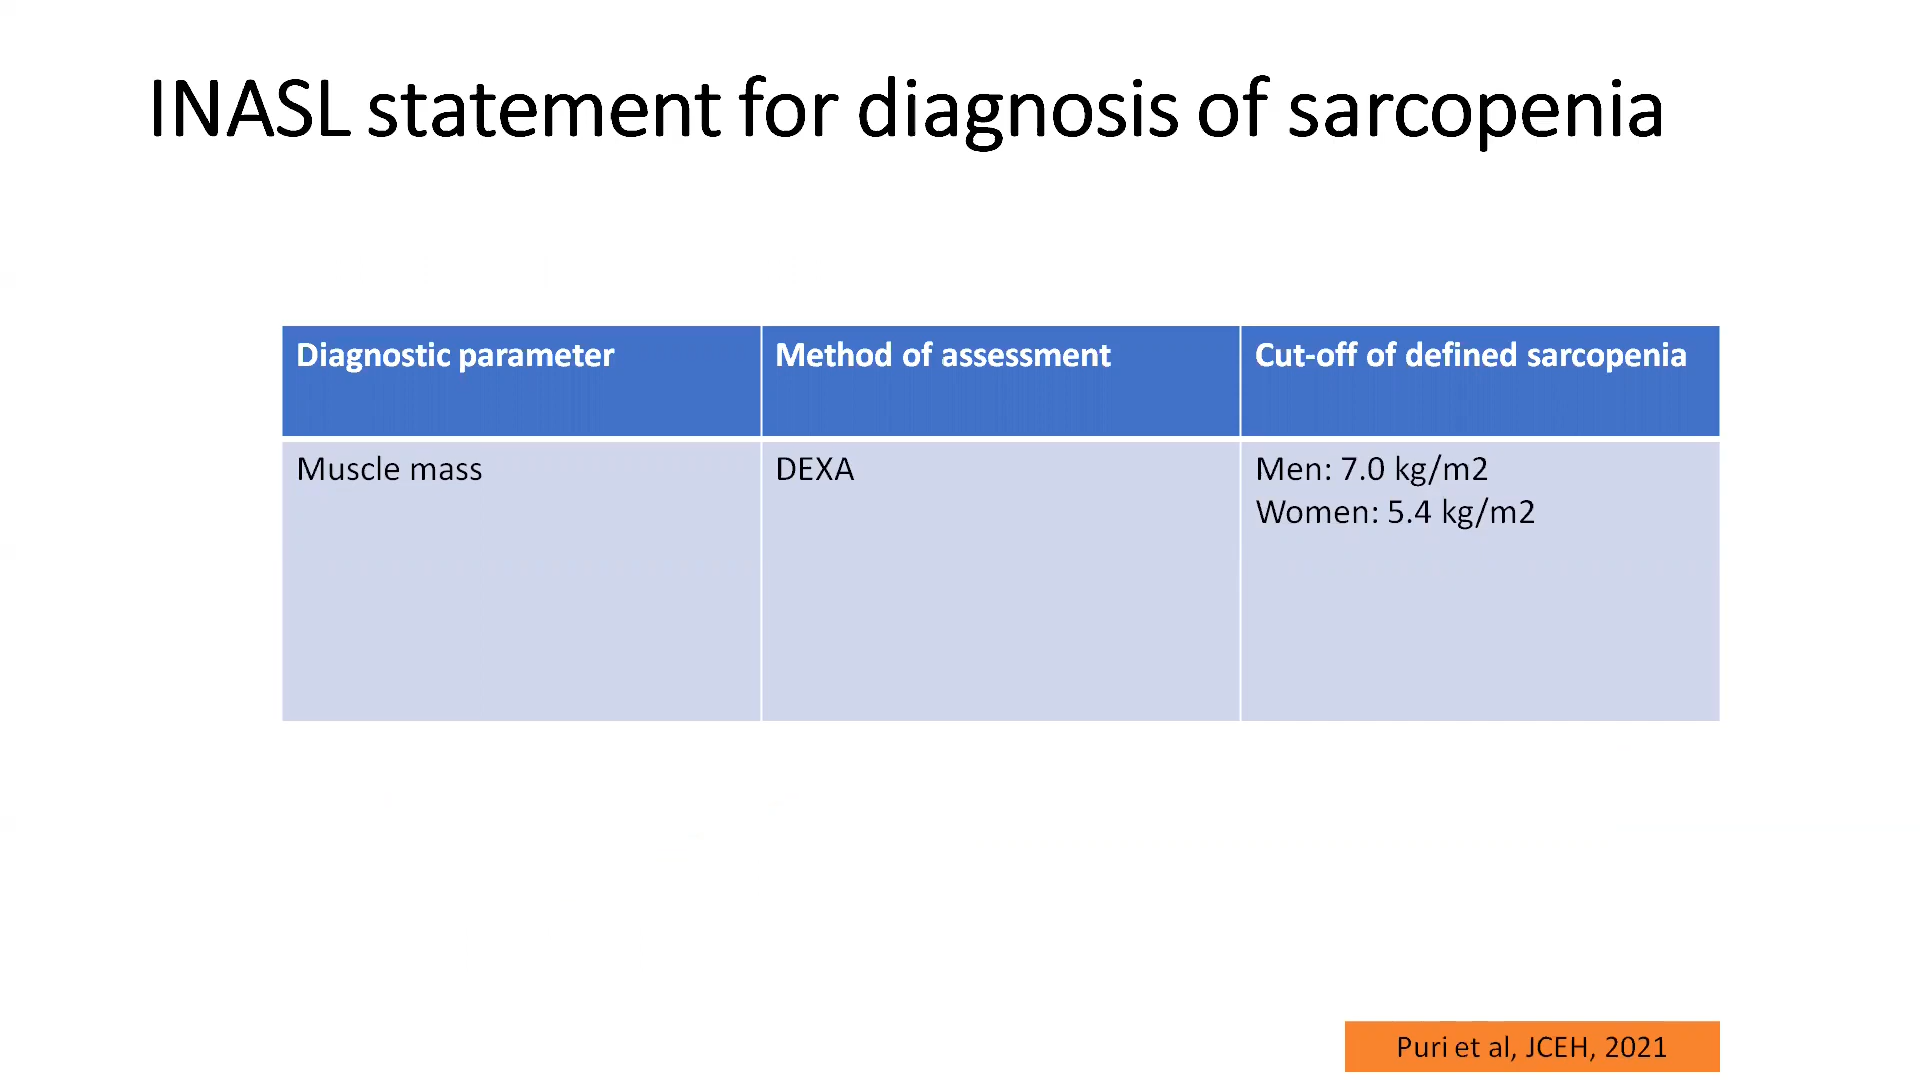 INASL statement for diagnosis of sarcopenia
Diagnostic parameter
Method of assessment
Cut-off of defined sarcopenia
Muscle mass
DEXA
Men: 7.0 kg/m2
Women: 5.4 kg/m2
Puri et al, JCEH, 2021